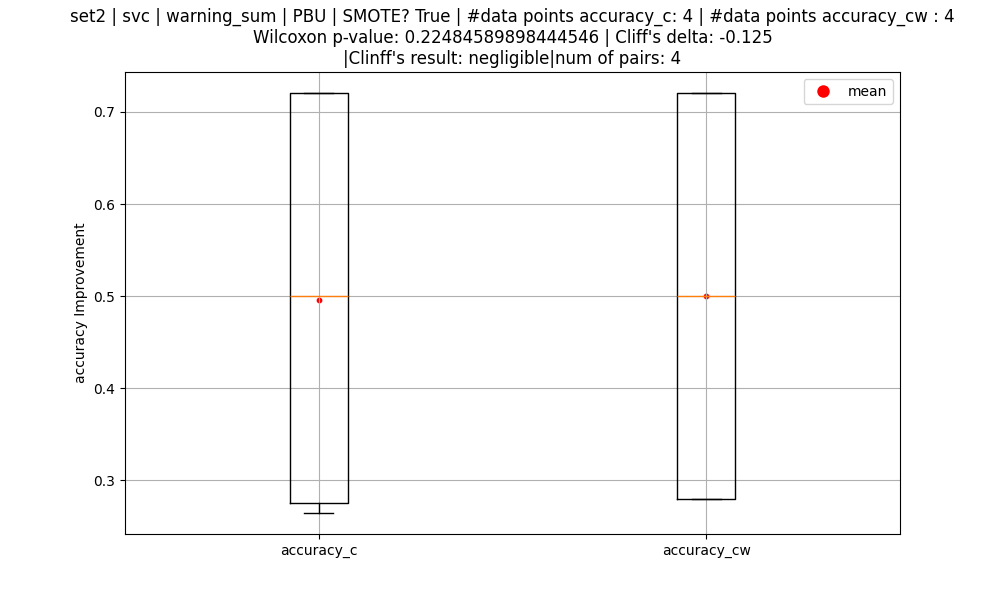 set2 | svc | warning_sum | PBU | SMOTE? True | #data points accuracy_c: 4 | #data points accuracy_cw : 4
Wilcoxon p-value: 0.22484589898444546 | Cliff's delta: -0.125
|Clinff's result: negligible|num of pairs: 4
mean
accuracy Improvement
0.7
0.6
0.5
0.4
0.3
accuracy_c
accuracy_cw